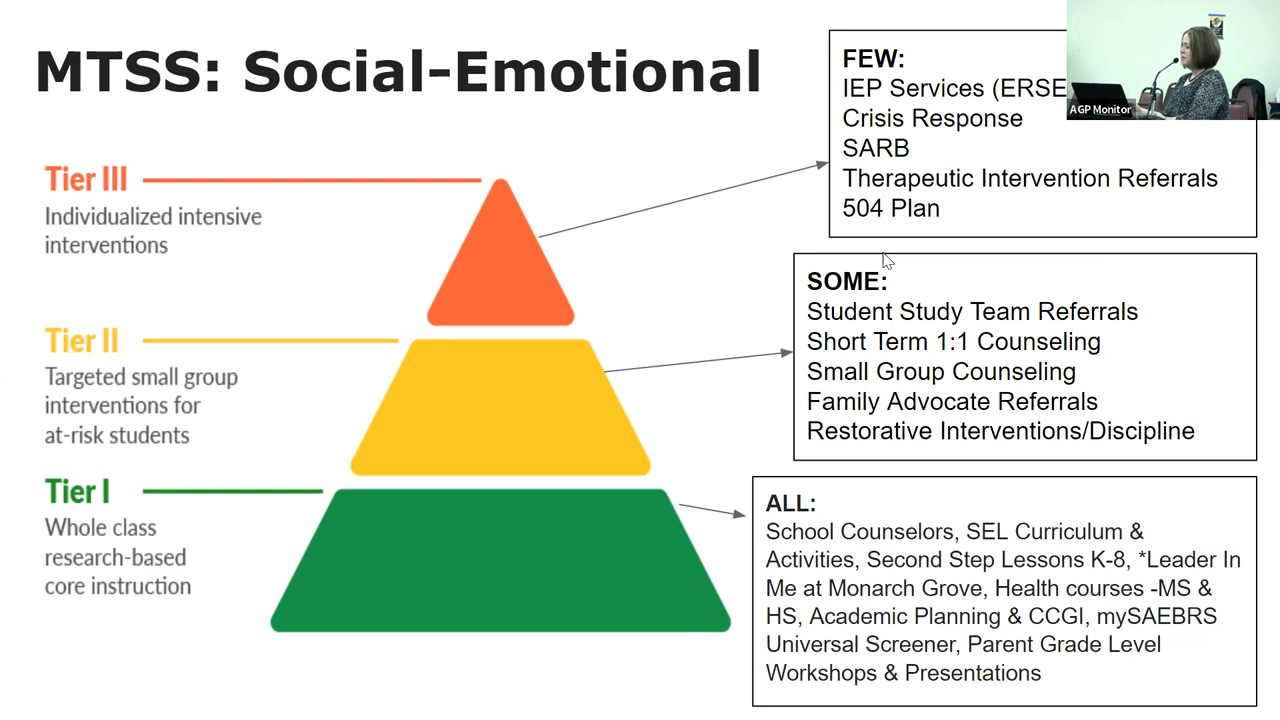 MTSS: Social-Emotional
Tier III
Individualized intensive
interventions
Tier II
Targeted small group
interventions for
at-risk students
Tier I
Whole class
research-based
core instruction
FEW:
IEP Services (ERSE
Crisis Response
SARB
Therapeutic Intervention Referrals
504 Plan
SOME:
Student Study Team Referrals
Short Term 1:1 Counseling
Small Group Counseling
Family Advocate Referrals
Restorative Interventions/Discipline
ALL:
School Counselors, SEL Curriculum &
Activities, Second Step Lessons K-8, *Leader In
Me at Monarch Grove, Health courses -MS &
HS, Academic Planning & CCGI, mySAEBRS
Universal Screener, Parent Grade Level
Workshops & Presentations
AGP Monitor